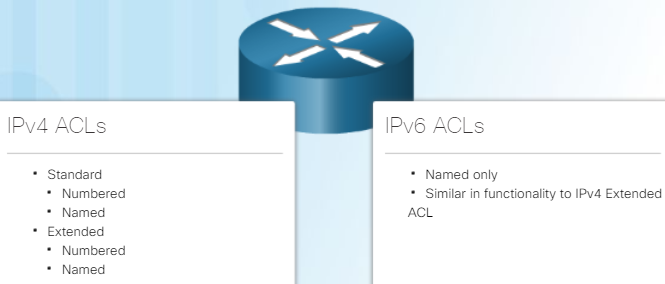 IPv4 ACLs
• Standard
• Numbered
• Named
• Extended
• Numbered
• Named
IPv6 ACLs
• Named only
• Similar in functionality to IPv4 Extended
ACL